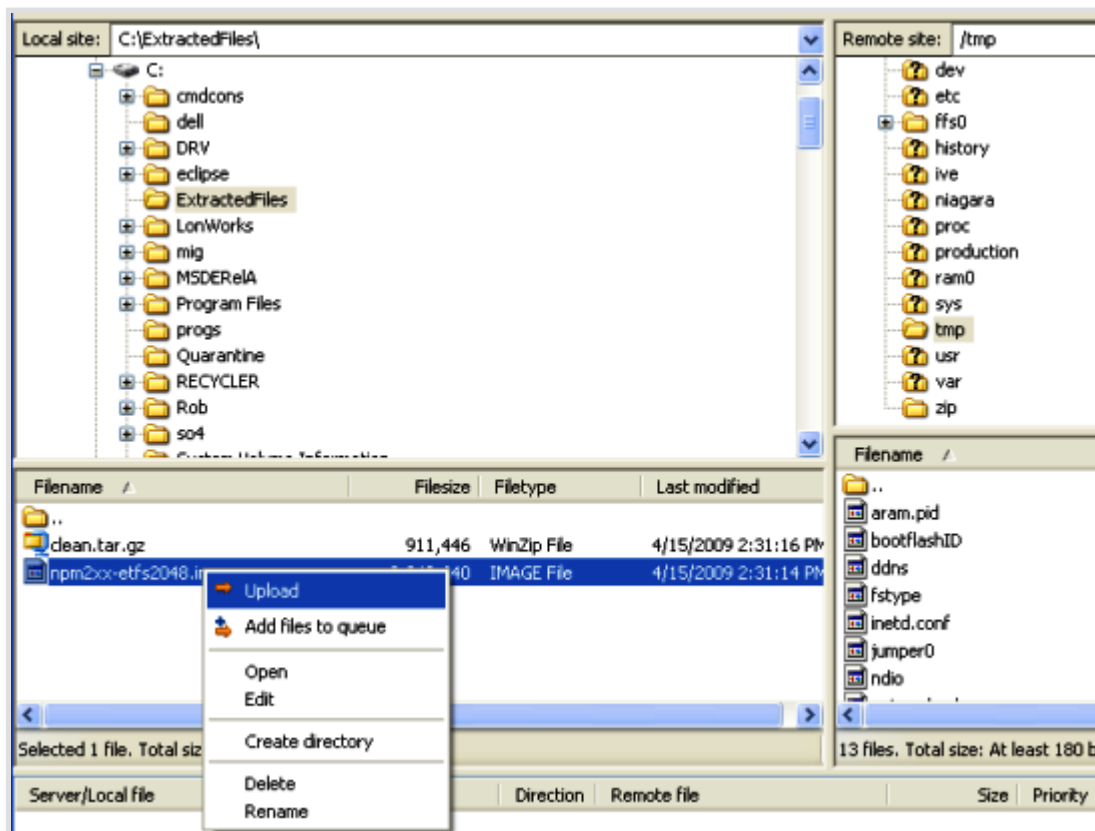 Local site: C:\ExtractedFiles\
C:
cmdcons
dell
DRV
eclipse
ExtractedFiles
LonWorks
mig
MSDERelA
Program Files
progs
Quarantine
RECYCLER
Rob
so4
System Volume Information
Remote site: /tmp
dev
etc
ffs0
history
ive
niagara
proc
production
ram0
sys
tmp
usr
var
zip
Filename Filesize Filetype Last modified
..
clean.tar.gz 911,446 WinZip File 4/15/2009 2:31:16 PM
npm2xx-etfs2048.im 440 IMAGE File 4/15/2009 2:31:14 PM
Upload
Add files to queue
Open
Edit
Create directory
Delete
Rename
Selected 1 file. Total siz
Filename
..
aram.pid
bootflashID
ddns
fstype
inetd.conf
jumper0
ndio
13 files. Total size: At least 180 b
Server/Local file Direction Remote file Size Priority